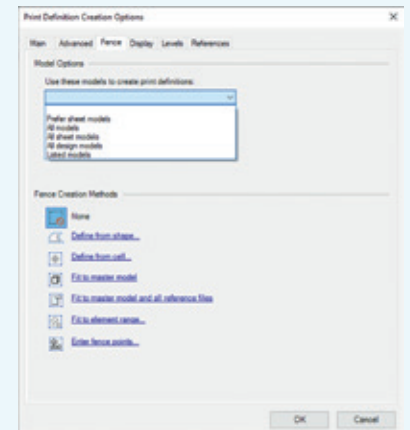 Print Definition Creation Options
Main Advanced Fence Display Levels References
Model Options
Use these models to create print definitions:
Prefer sheet models
All models
All sheet models
All design models
Listed models
Fence Creation Methods
None
Define from shape...
Define from cell...
Fit to master model
Fit to master model and all reference files
Fit to element range...
Enter fence points...
OK Cancel